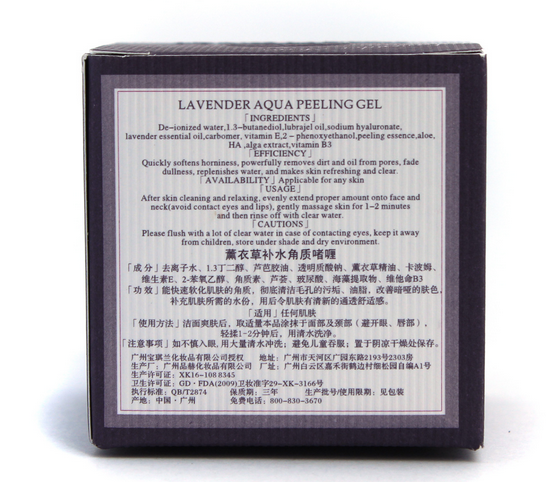 LAVENDER AQUA PEELING GEL
「INGREDIENTS」
De-ionized water,1.3-butanediol,lubrajel oil,sodium hyaluronate,
lavender essential oil,carbomer, vitamin E,2 - phenoxyethanol,peeling essence,aloe,
HA ,alga extract,vitamin B3
「EFFICIENCY」
Quickly softens horniness, powerfully removes dirt and oil from pores, fade
dullness, replenishes water, and makes skin refreshing and clear.
「AVAILABILITY」Applicable for any skin
「USAGE」
After skin cleaning and relaxing, evenly extend proper amount onto face and
neck(avoid contact eyes and lips), gently massage skin for 1-2 minutes
and then rinse off with clear water.
「CAUTIONS」
Please flush with a lot of clear water in case of contacting eyes, keep it away
from children, store under shade and dry environment.
薰衣草补水角质啫喱
「成分」去离子水、1.3丁二醇、芦芭胶油、透明质酸钠、薰衣草精油、卡波姆、
维生素E、2-苯氧乙醇、角质素、芦荟、玻尿酸、海藻提取物、维他命B3
「功效」能快速软化肌肤的角质，彻底清洁毛孔的污垢、油脂，改善暗哑的肤色，
补充肌肤所需的水份，用后令肌肤有清新的通透舒适感。
「适用」任何肌肤
「使用方法」洁面爽肤后，取适量本品涂抹于面部及颈部（避开眼、唇部），
轻揉1-2分钟后，用清水洗净。
「注意事项」如不慎入眼,用大量清水冲洗；避免儿童吞服；置于阴凉干燥处保存。
广州宝琪兰化妆品有限公司授权 地址：广州市天河区广园东路2193号2303房
生产厂：广州品赫化妆品有限公司 厂址：广州白云区嘉禾街鹤边村细松园自编A1号
生产许可证：XK16-108 8345
卫生许可证：GD·FDA(2009)卫妆准字29-XK-3166号
执行标准：QB/T2874 保质期：三年 生产批号/使用限期：见包装
产地：中国·广州 免费电话：800-830-3670